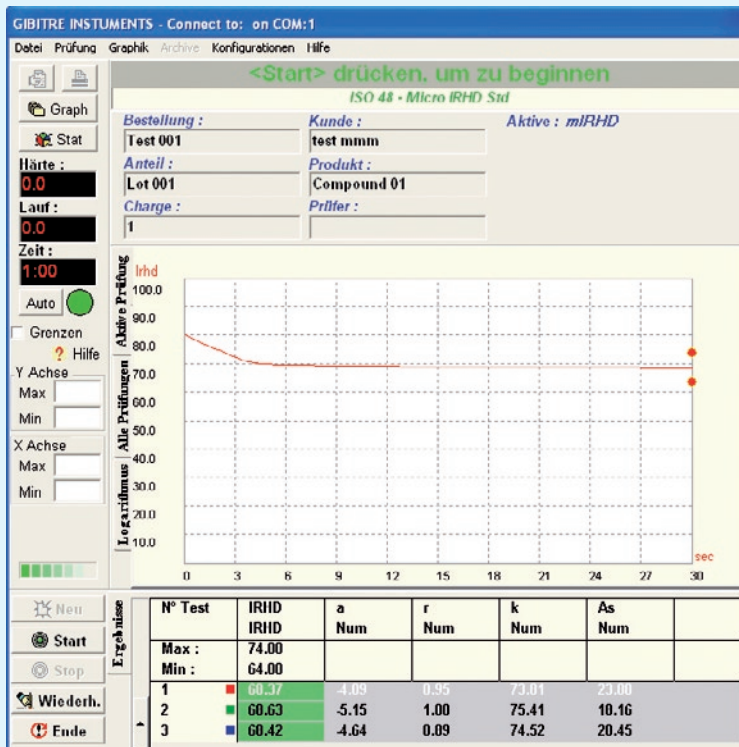 GIBITRE INSTUMENTS - Connect to: on COM:1
Datei Prüfung Graphik Archive Konfigurationen Hilfe
<Start> drücken, um zu beginnen
ISO 48 - Micro IRHD Std
Graph
Stat
Härte :
0.0
Lauf :
0.0
Zeit :
1:00
Auto
Grenzen
? Hilfe
Y Achse
Max
Min
X Achse
Max
Min
Bestellung : Kunde : Aktive : mIRHD
Test 001 test mmm
Anteil : Produkt :
Lot 001 Compound 01
Charge : Prüfer :
1
Aktive Prüfung
Alle Prüfungen
Logarithmus
Irhd
100.0
90.0
80.0
70.0
60.0
50.0
40.0
30.0
20.0
10.0
sec
0 3 6 9 12 15 18 21 24 27 30
Neu
Start
Stop
Wiederh.
Ende
Ergebnisse
N° Test IRHD a r k As
IRHD Num Num Num Num
Max : 74.00
Min : 64.00
1 60.37 -4.09 0.95 73.01 23.00
2 60.63 -5.15 1.00 75.41 10.16
3 60.42 -4.64 0.09 74.52 20.45